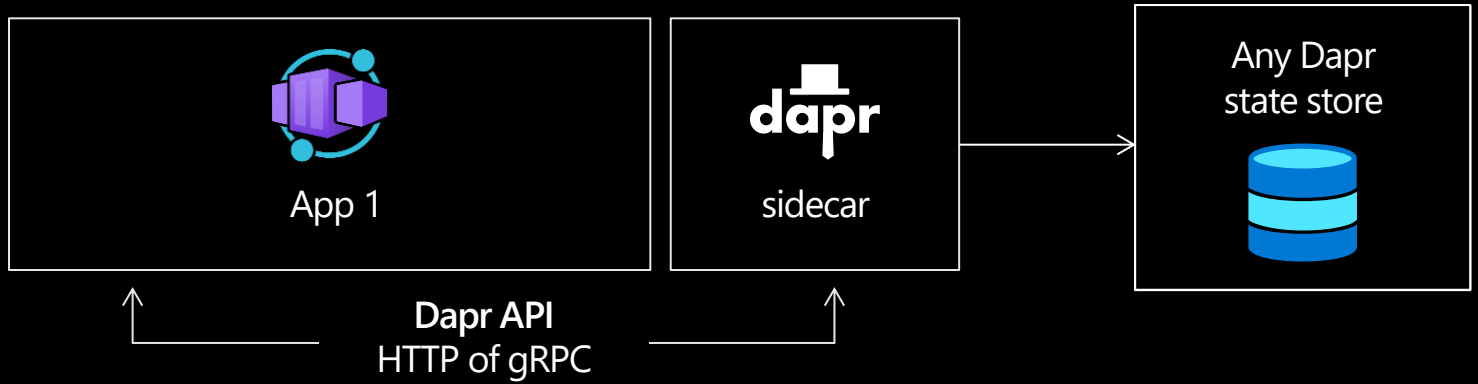 App 1
dapr
sidecar
Any Dapr
state store
Dapr API
HTTP of gRPC